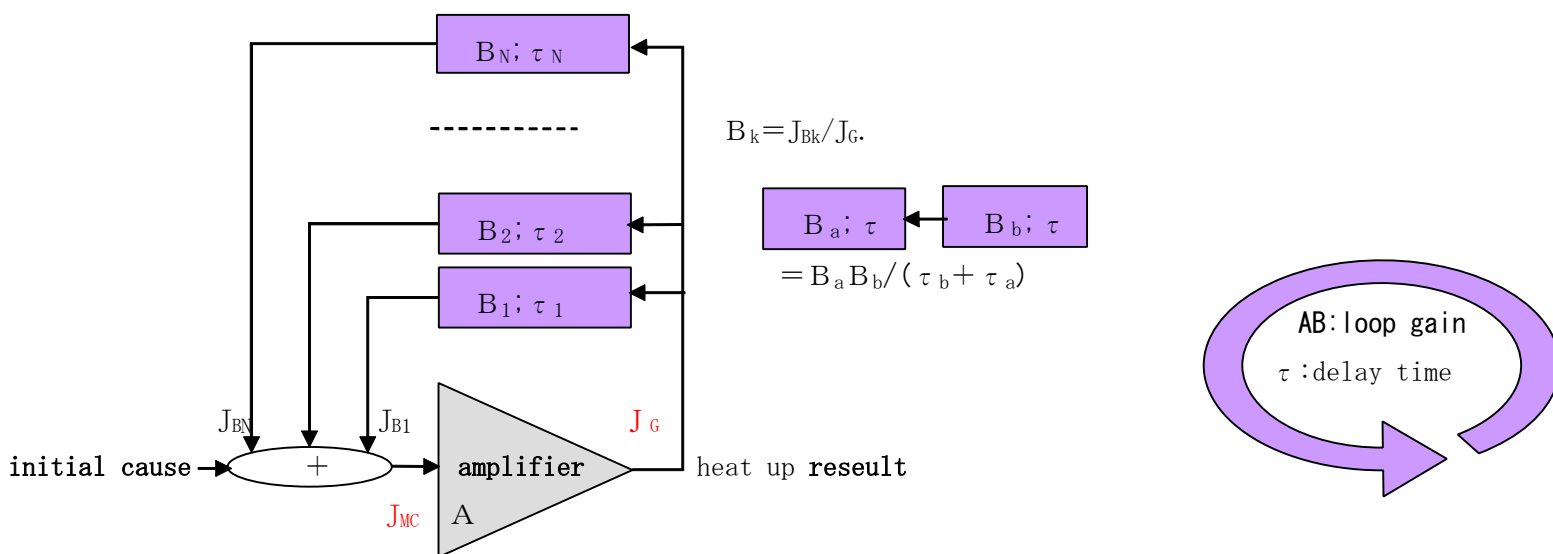 BN; τN
Bk=JBk/JG.
B2; τ2
Ba; τ
Bb; τ
=BaBb/(τb+τa)
B1; τ1
AB:loop gain
τ:delay time
JBN
JB1
JG
initial cause
+
amplifier
heat up reseult
JMC
A